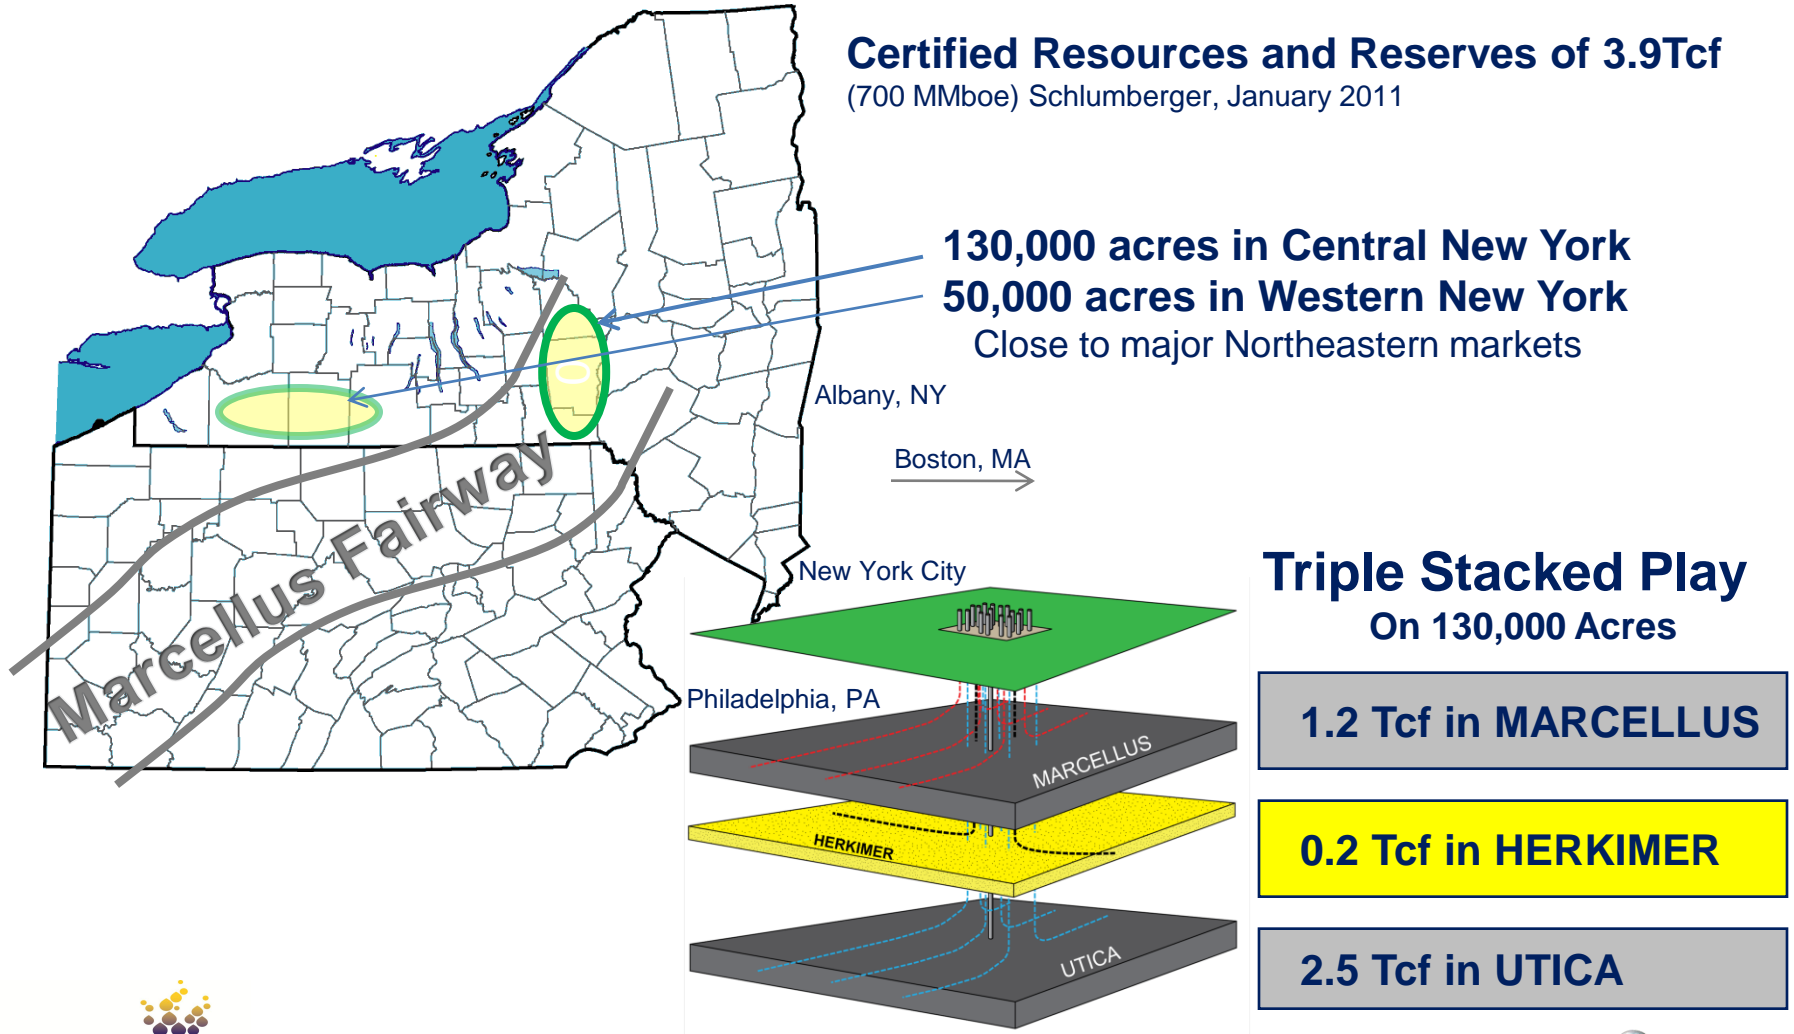 Certified Resources and Reserves of 3.9Tcf
(700 MMboe) Schlumberger, January 2011
130,000 acres in Central New York
50,000 acres in Western New York
Close to major Northeastern markets
Albany, NY
Boston, MA
Marcellus Fairway
New York City
Philadelphia, PA
Triple Stacked Play
On 130,000 Acres
MARCELLUS
HERKIMER
UTICA
1.2 Tcf in MARCELLUS
0.2 Tcf in HERKIMER
2.5 Tcf in UTICA